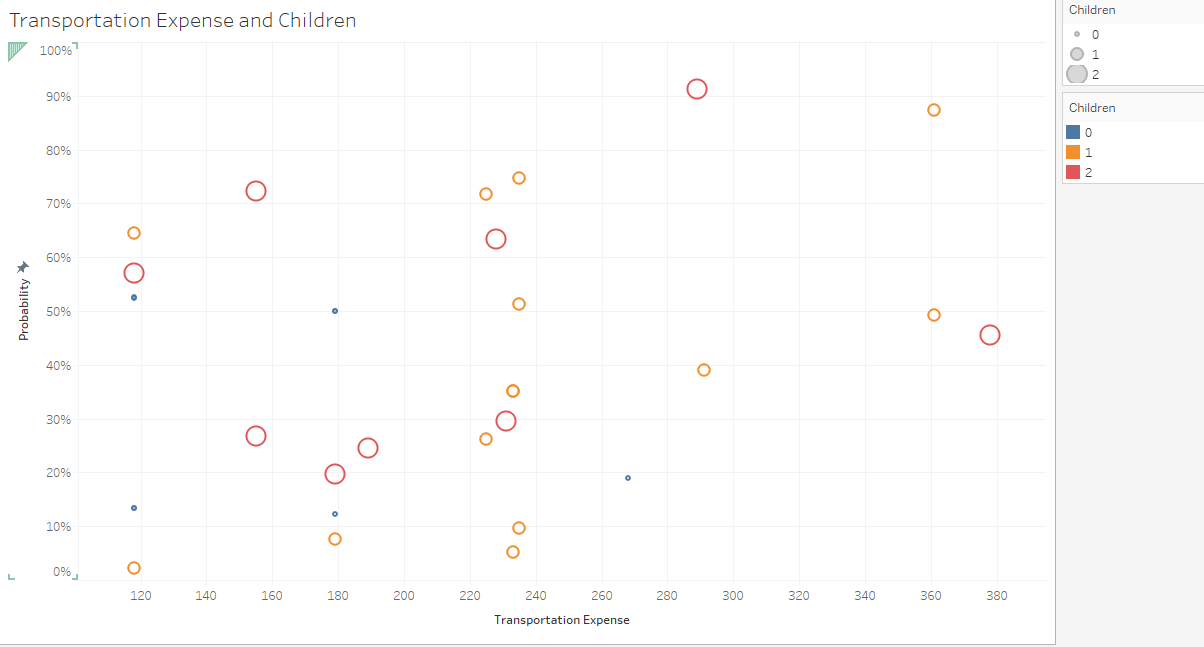 Transportation Expense and Children
100%
90%
80%
70%
60%
50%
40%
30%
20%
10%
0%
Probability
120 140 160 180 200 220 240 260 280 300 320 340 360 380
Transportation Expense
Children
0
1
2
Children
0
1
2